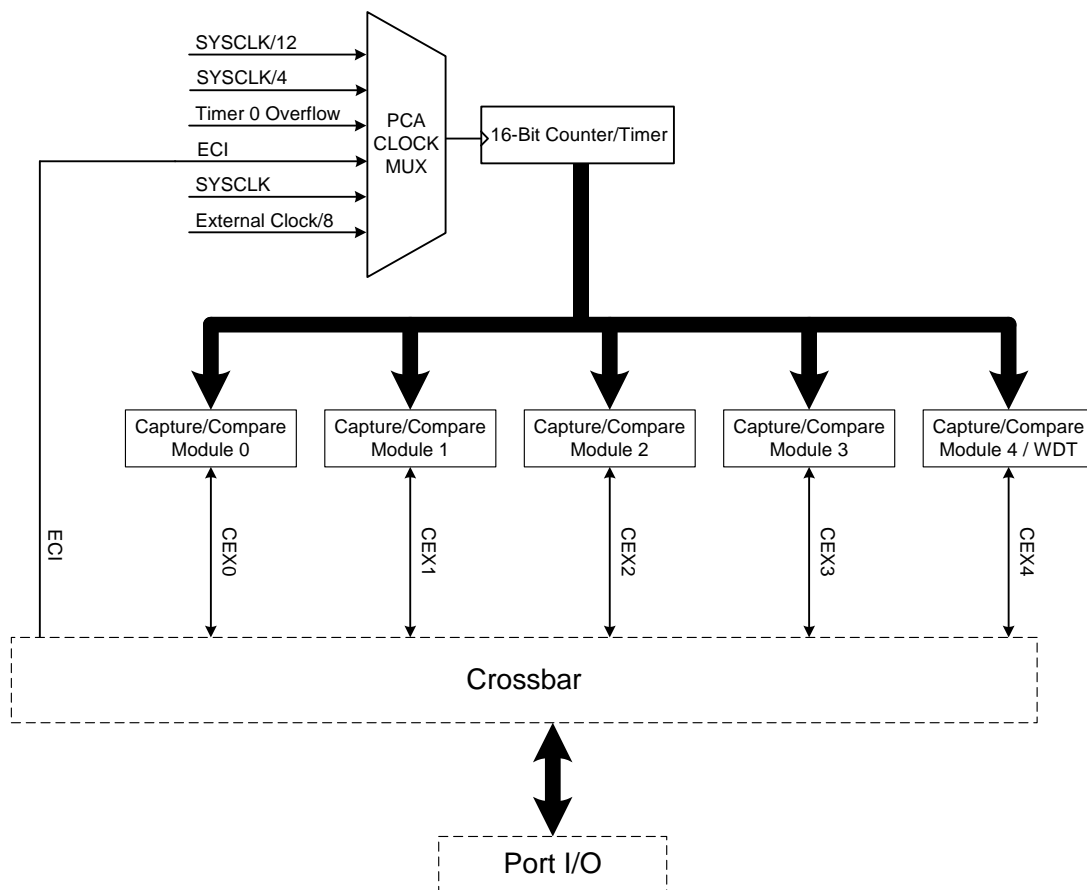 SYSCLK/12
SYSCLK/4
Timer 0 Overflow
ECI
SYSCLK
External Clock/8
PCA
CLOCK
MUX
16-Bit Counter/Timer
Capture/Compare
Module 0
Capture/Compare
Module 1
Capture/Compare
Module 2
Capture/Compare
Module 3
Capture/Compare
Module 4 / WDT
ECI
CEX0
CEX1
CEX2
CEX3
CEX4
Crossbar
Port I/O